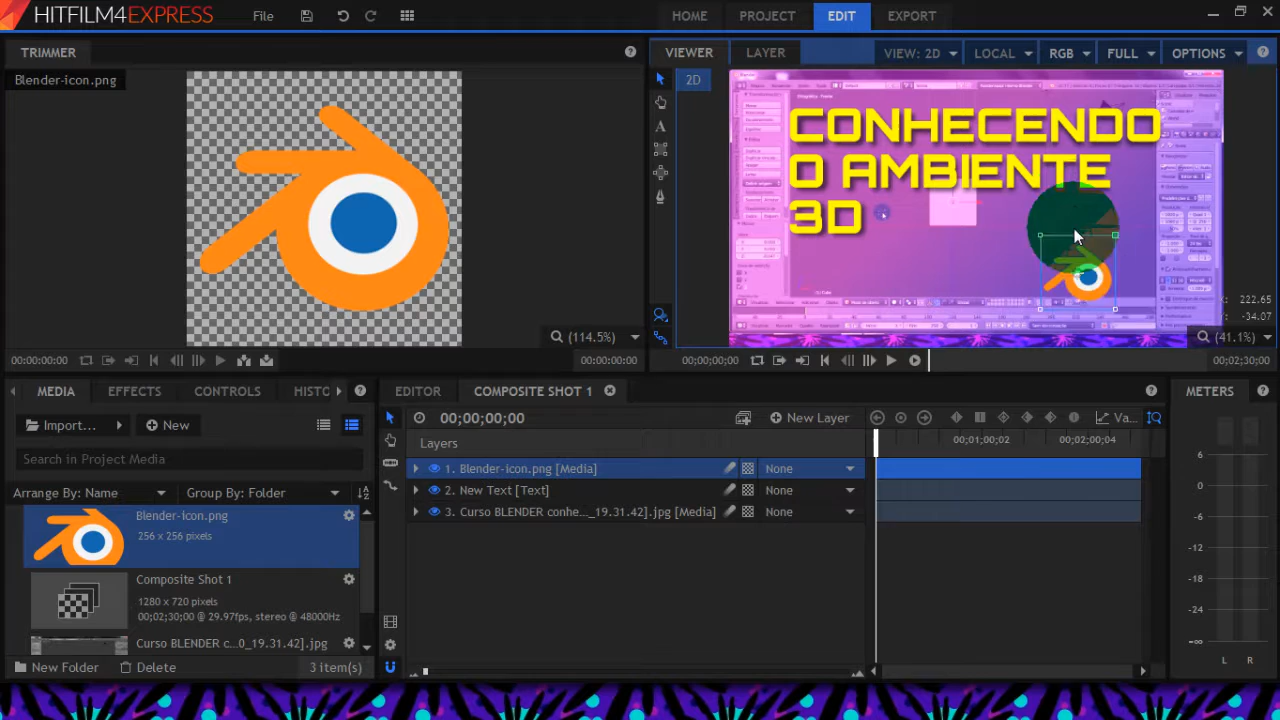 HITFILM4EXPRESS
File
HOME
PROJECT
EDIT
EXPORT
TRIMMER
Blender-icon.png
(114.5%)
00:00:00:00
00:00:00:00
VIEWER
LAYER
VIEW: 2D
LOCAL
RGB
FULL
OPTIONS
2D
CONHECENDO
O AMBIENTE
3D
X: 222.65
Y: -34.07
(41.1%)
00;00;00;00
00;02;30;00
MEDIA
EFFECTS
CONTROLS
HISTO
Import...
New
Search in Project Media
Arrange By: Name
Group By: Folder
Blender-icon.png
256 x 256 pixels
Composite Shot 1
1280 x 720 pixels
00;02;30;00 @ 29.97fps, stereo @ 48000Hz
Curso BLENDER c...0_19.31.42].jpg
New Folder
Delete
3 item(s)
EDITOR
COMPOSITE SHOT 1
00;00;00;00
New Layer
Va...
Layers
00;01;00;02
00;02;00;04
1. Blender-icon.png [Media]
None
2. New Text [Text]
None
3. Curso BLENDER conhe..._19.31.42].jpg [Media]
None
METERS
6
0
-6
-12
-18
-24
-∞
L
R